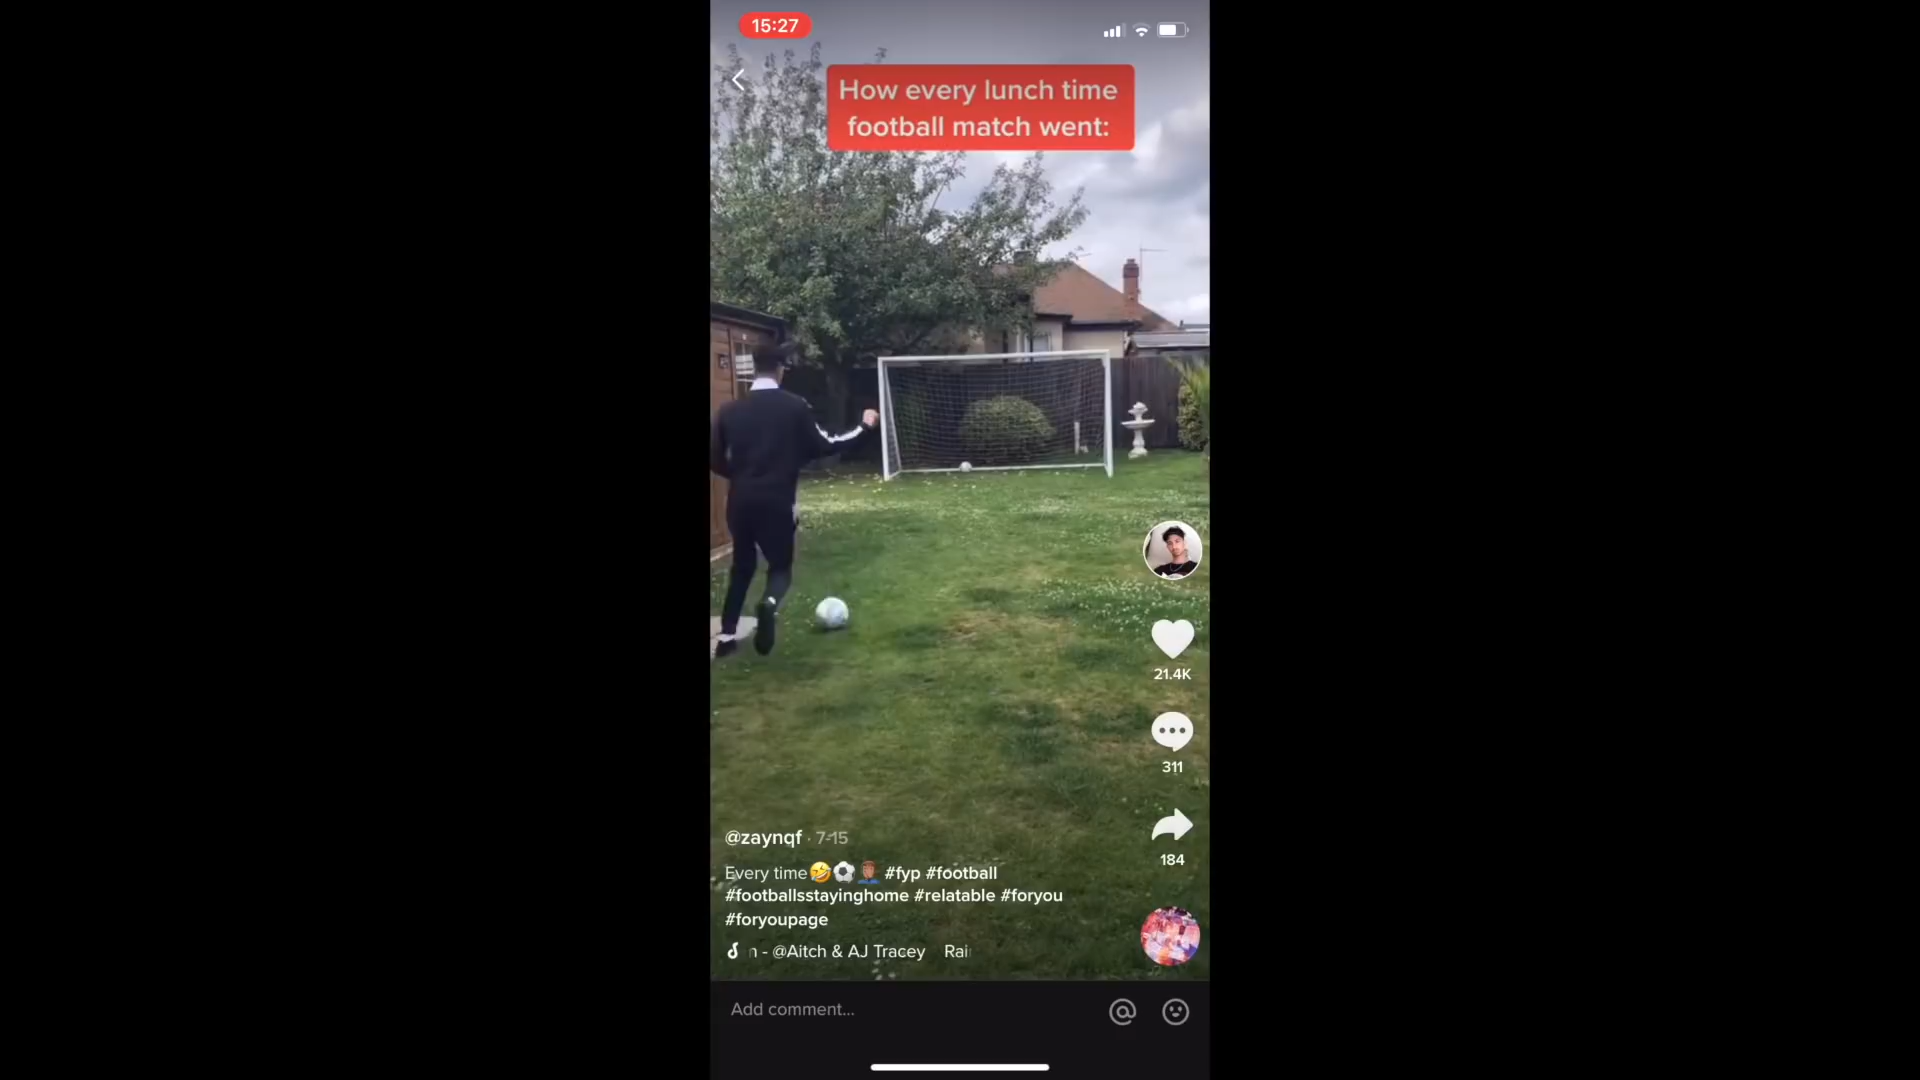 15:27
How every lunch time
football match went:
21.4K
311
184
@zaynqf · 7-15
Every time🤣⚽🤦🏽‍♂️ #fyp #football
#footballsstayinghome #relatable #foryou
#foryoupage
n - @Aitch & AJ Tracey Rai
Add comment...